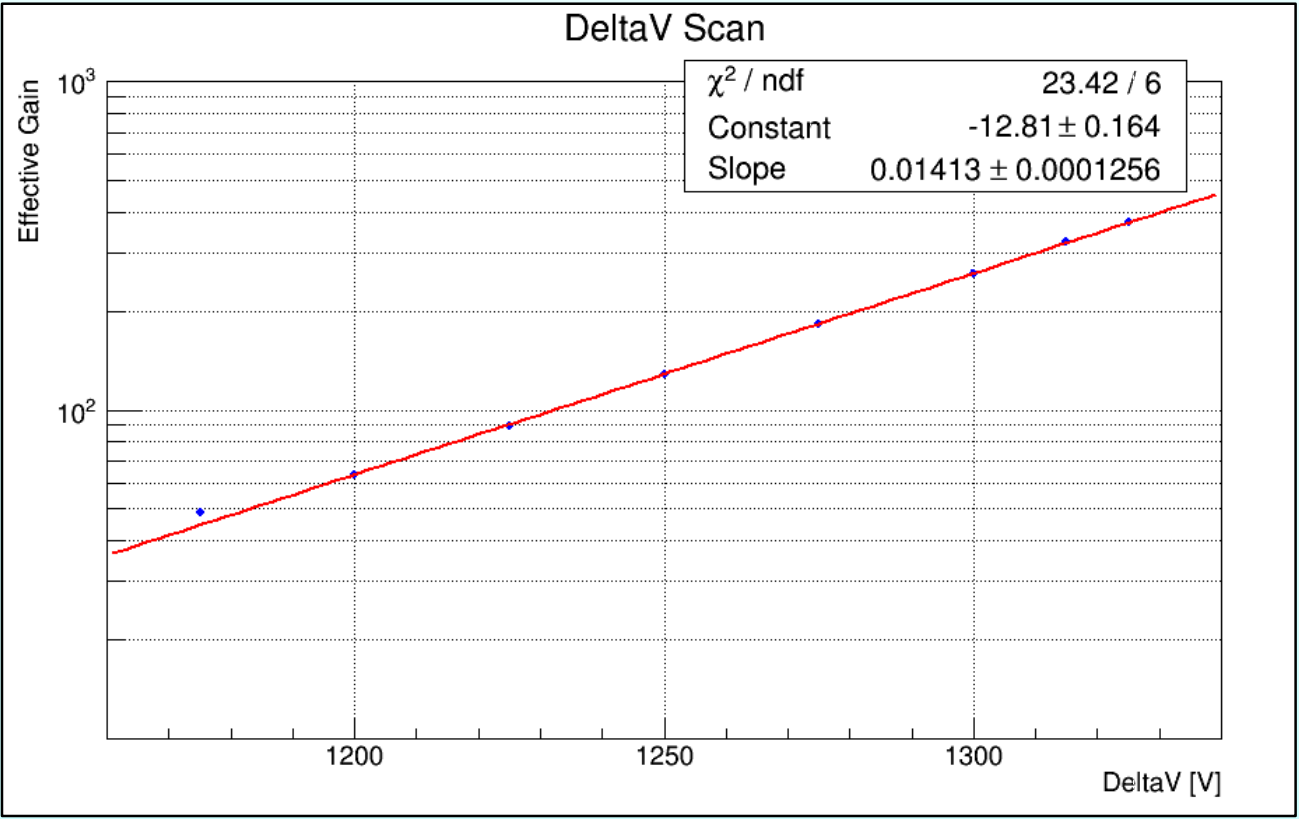 DeltaV Scan
χ² / ndf 23.42 / 6
Constant -12.81 ± 0.164
Slope 0.01413 ± 0.0001256
Effective Gain
10³
10²
1200 1250 1300
DeltaV [V]